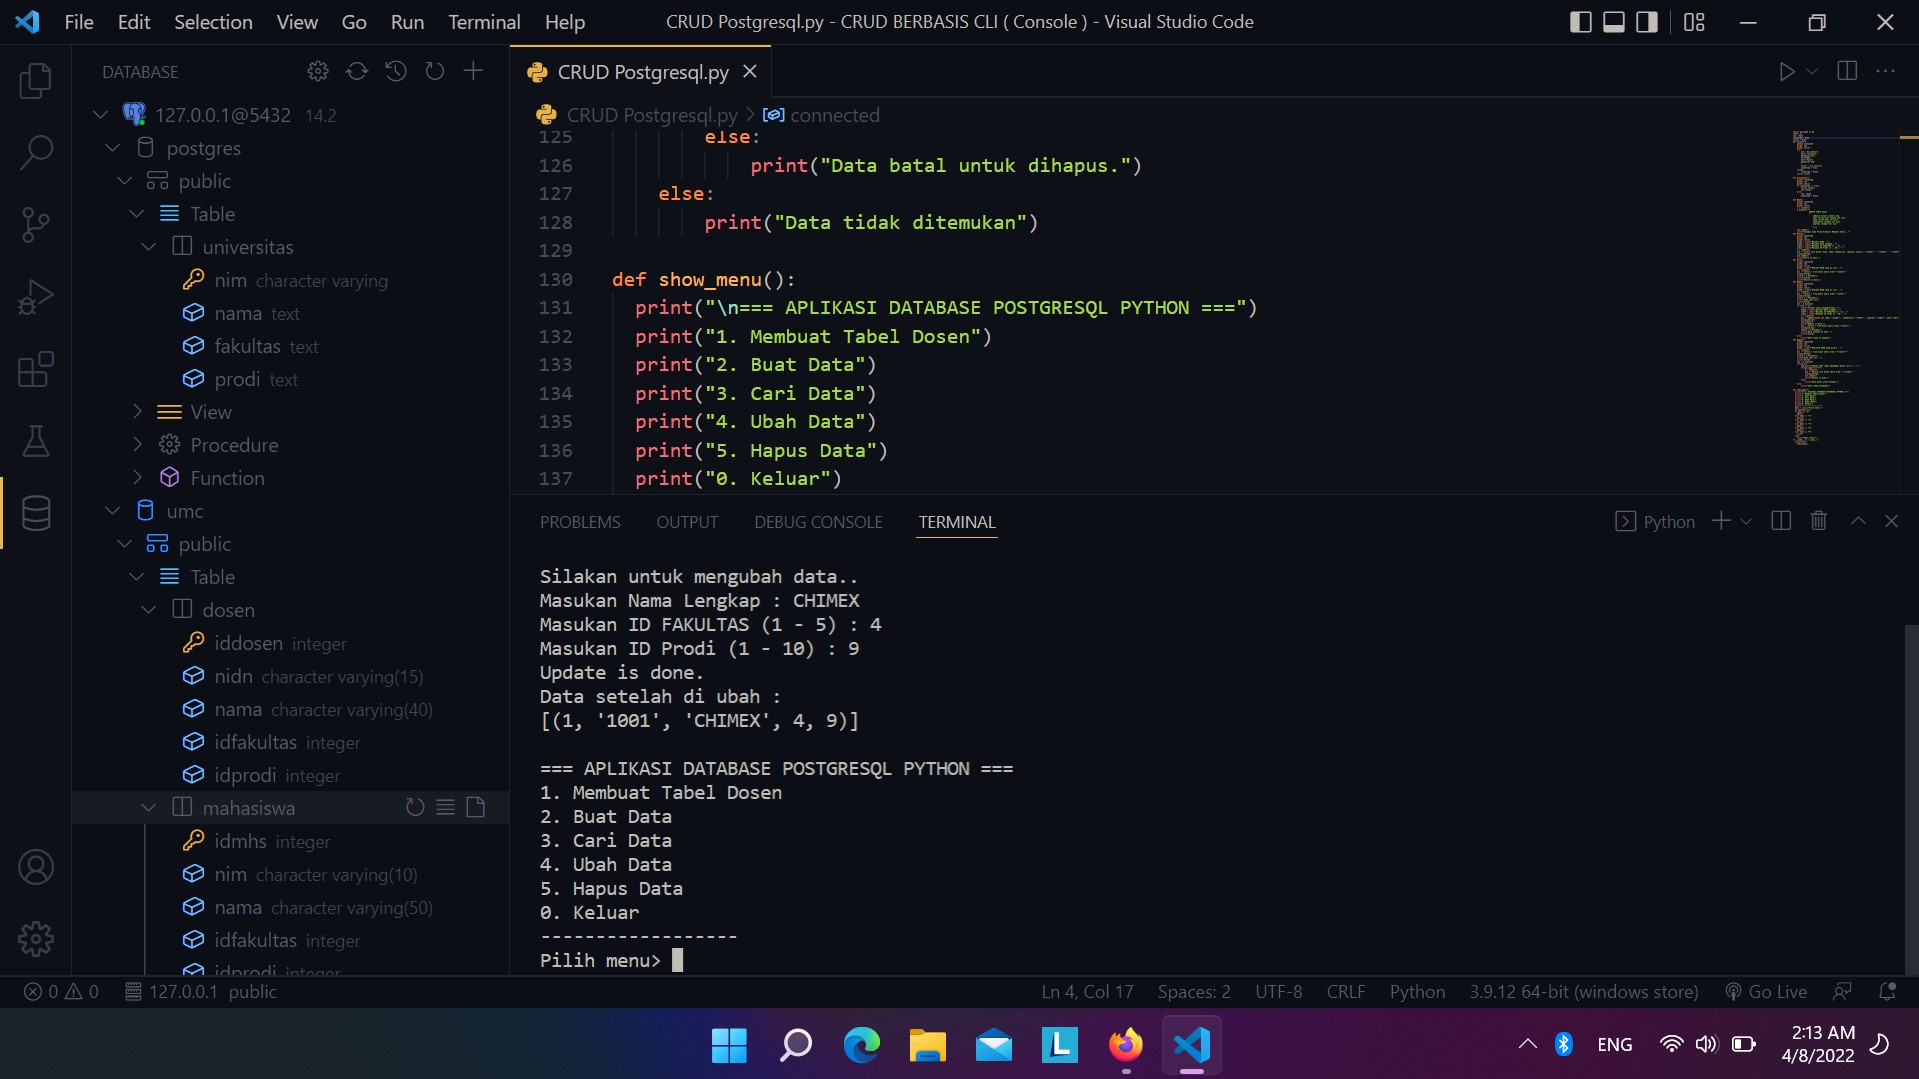 File Edit Selection View Go Run Terminal Help
CRUD Postgresql.py - CRUD BERBASIS CLI ( Console ) - Visual Studio Code
DATABASE
127.0.0.1@5432 14.2
postgres
public
Table
universitas
nim character varying
nama text
fakultas text
prodi text
View
Procedure
Function
umc
public
Table
dosen
iddosen integer
nidn character varying(15)
nama character varying(40)
idfakultas integer
idprodi integer
mahasiswa
idmhs integer
nim character varying(10)
nama character varying(50)
idfakultas integer
idprodi integer
CRUD Postgresql.py
CRUD Postgresql.py > connected
125 else:
126 print("Data batal untuk dihapus.")
127 else:
128 print("Data tidak ditemukan")
129
130 def show_menu():
131 print("\n=== APLIKASI DATABASE POSTGRESQL PYTHON ===")
132 print("1. Membuat Tabel Dosen")
133 print("2. Buat Data")
134 print("3. Cari Data")
135 print("4. Ubah Data")
136 print("5. Hapus Data")
137 print("0. Keluar")
PROBLEMS OUTPUT DEBUG CONSOLE TERMINAL
Python
Silakan untuk mengubah data..
Masukan Nama Lengkap : CHIMEX
Masukan ID FAKULTAS (1 - 5) : 4
Masukan ID Prodi (1 - 10) : 9
Update is done.
Data setelah di ubah :
[(1, '1001', 'CHIMEX', 4, 9)]
=== APLIKASI DATABASE POSTGRESQL PYTHON ===
1. Membuat Tabel Dosen
2. Buat Data
3. Cari Data
4. Ubah Data
5. Hapus Data
0. Keluar
------------------
Pilih menu>
0 0 127.0.0.1 public
Ln 4, Col 17 Spaces: 2 UTF-8 CRLF Python 3.9.12 64-bit (windows store) Go Live
L
ENG
2:13 AM
4/8/2022